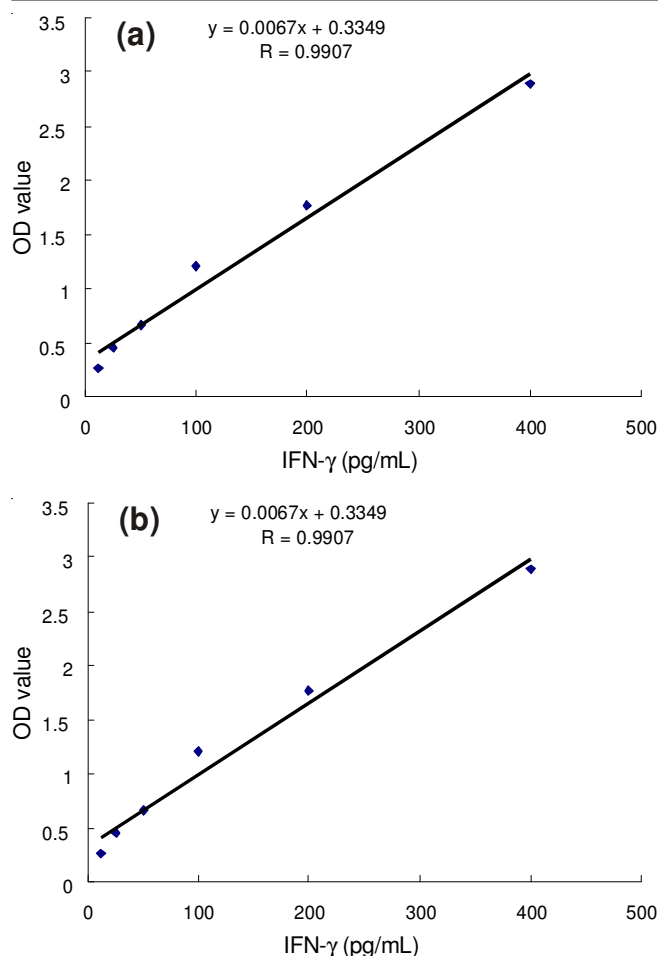 (a)
y = 0.0067x + 0.3349
R = 0.9907
3.5
3
2.5
2
1.5
1
0.5
0
OD value
0 100 200 300 400 500
IFN-γ (pg/mL)
(b)
y = 0.0067x + 0.3349
R = 0.9907
3.5
3
2.5
2
1.5
1
0.5
0
OD value
0 100 200 300 400 500
IFN-γ (pg/mL)